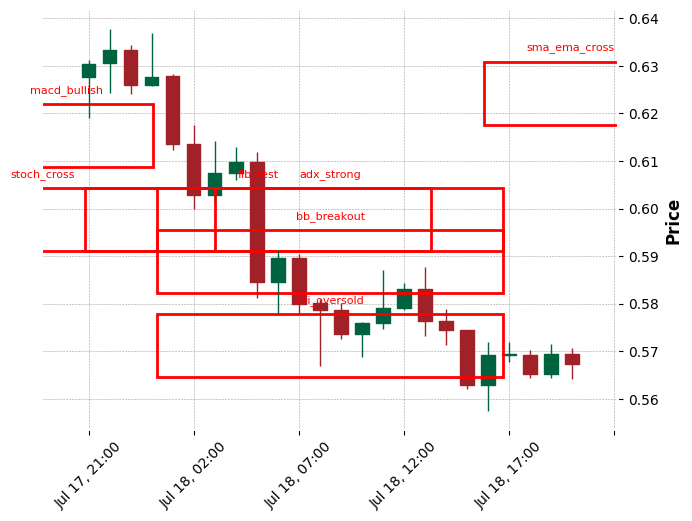 0.64
sma_ema_cross
0.63
macd_bullish
0.62
0.61
stoch_cross
adx_strong
0.60
bb_breakout
Price
0.59
0.58
0.57
0.56
Jul 17, 21:00
Jul 18, 02:00
Jul 18, 07:00
Jul 18, 12:00
Jul 18, 17:00